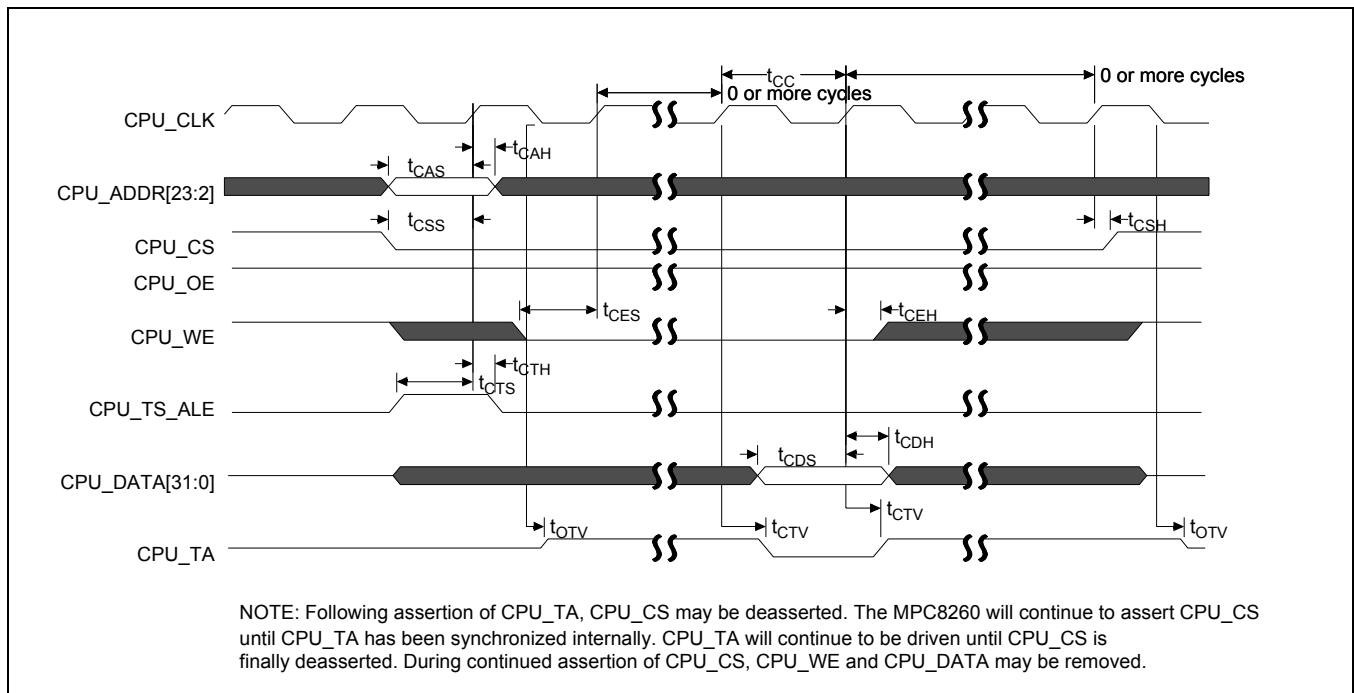 0 or more cycles
tCC
0 or more cycles
CPU_CLK
tCAH
tCAS
CPU_ADDR[23:2]
tCSS
tCSH
CPU_CS
CPU_OE
tCES
tCEH
CPU_WE
tCTH
tCTS
CPU_TS_ALE
tCDH
tCDS
CPU_DATA[31:0]
tCTV
tOTV
tCTV
tOTV
CPU_TA
NOTE: Following assertion of CPU_TA, CPU_CS may be deasserted. The MPC8260 will continue to assert CPU_CS
until CPU_TA has been synchronized internally. CPU_TA will continue to be driven until CPU_CS is
finally deasserted. During continued assertion of CPU_CS, CPU_WE and CPU_DATA may be removed.